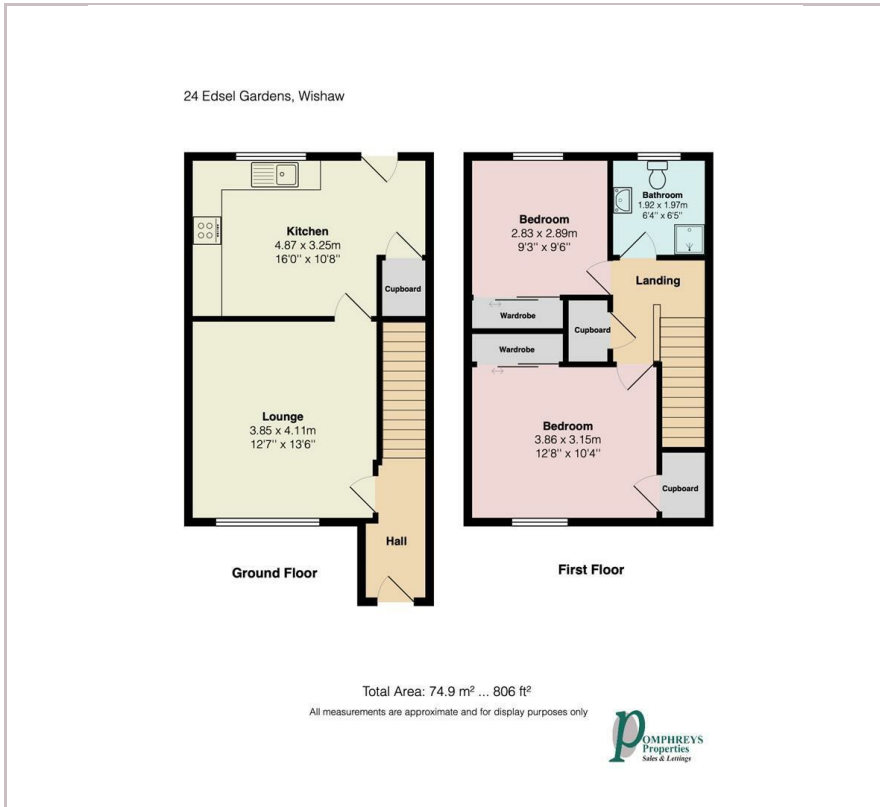 24 Edsel Gardens, Wishaw
Kitchen
4.87 x 3.25m
16'0" x 10'8"
Cupboard
Lounge
3.85 x 4.11m
12'7" x 13'6"
Hall
Ground Floor
Bedroom
2.83 x 2.89m
9'3" x 9'6"
Bathroom
1.92 x 1.97m
6'4" x 6'5"
Landing
Wardrobe
Cupboard
Wardrobe
Bedroom
3.86 x 3.15m
12'8" x 10'4"
Cupboard
First Floor
Total Area: 74.9 m² ... 806 ft²
All measurements are approximate and for display purposes only
POMPHREYS
Properties
Sales & Lettings